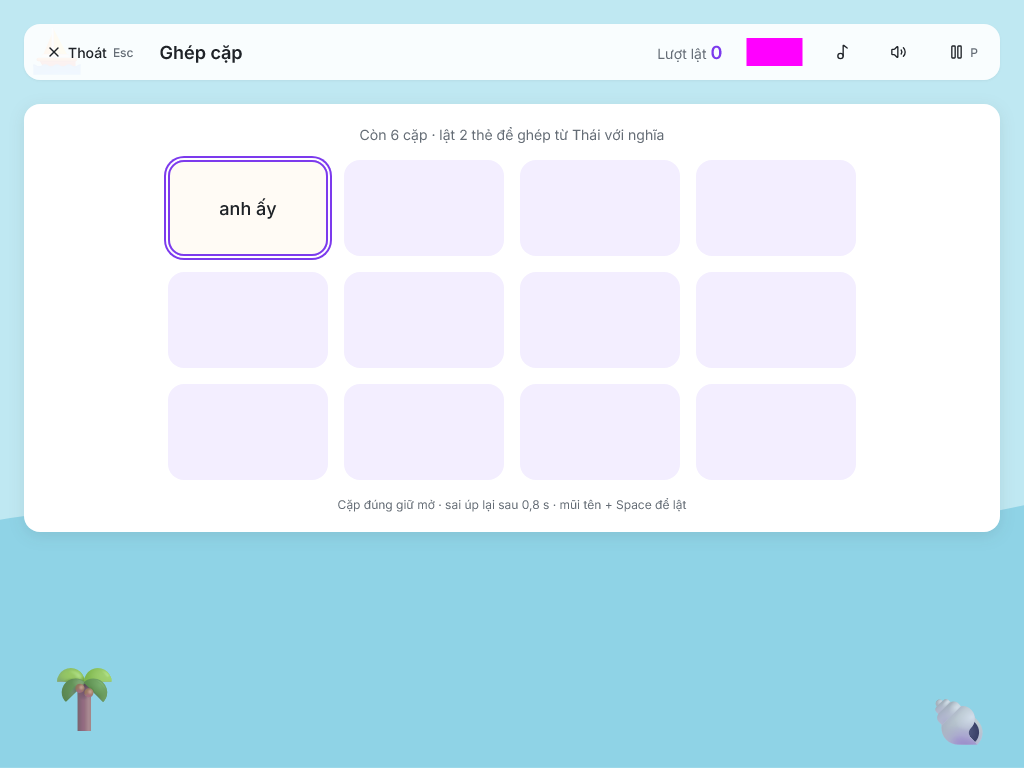 Thoát Esc Ghép cặp Lượt lật 0 P
Còn 6 cặp · lật 2 thẻ để ghép từ Thái với nghĩa
anh ấy
Cặp đúng giữ mở · sai úp lại sau 0,8 s · mũi tên + Space để lật